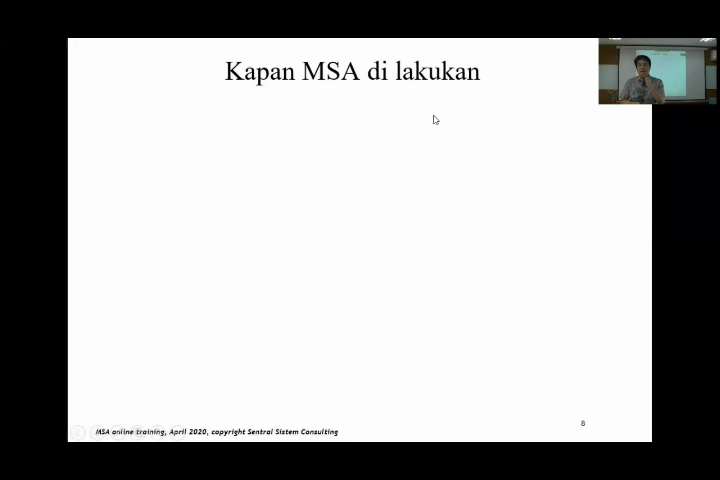 Kapan MSA di lakukan
8
MSA online training, April 2020, copyright Sentral Sistem Consulting